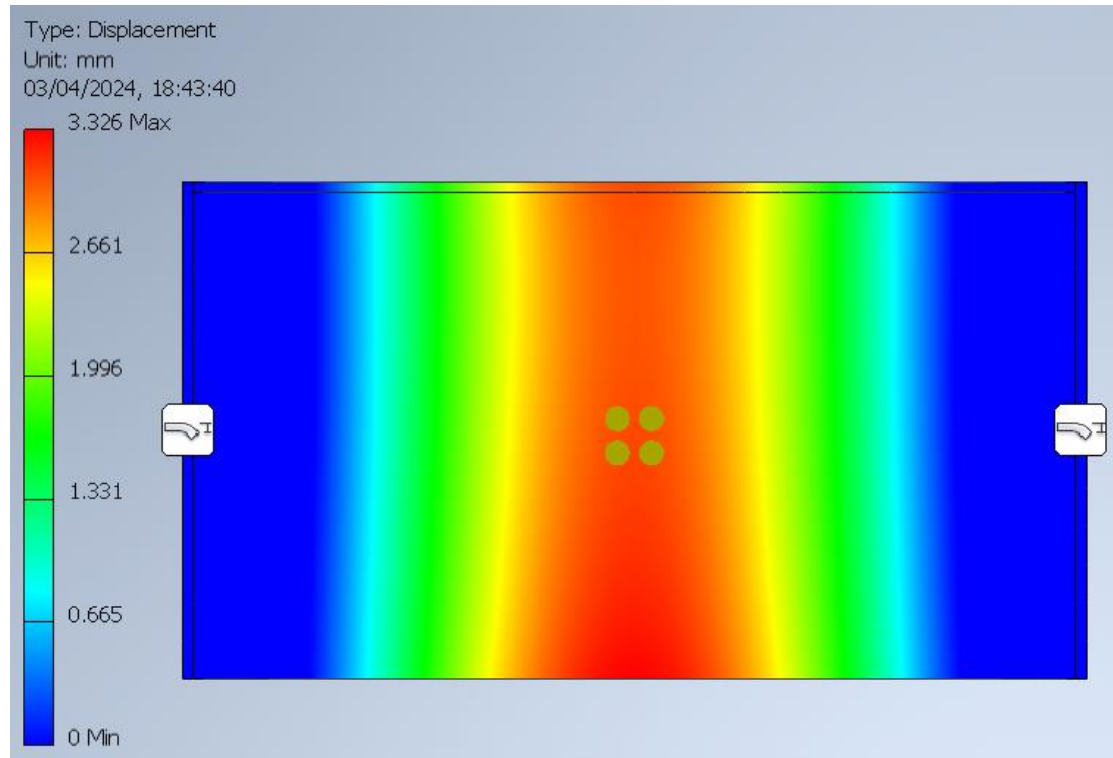 Type: Displacement
Unit: mm
03/04/2024, 18:43:40
3.326 Max
2.661
1.996
1.331
0.665
0 Min